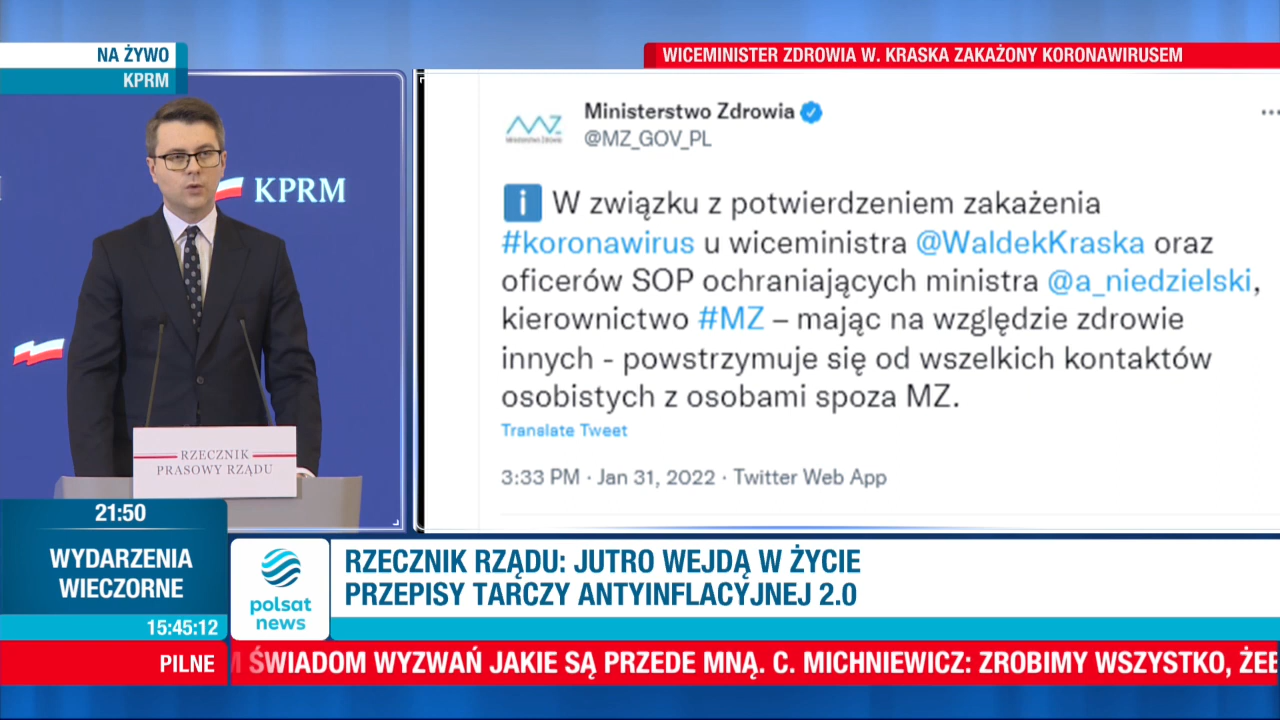 NA ŻYWO
KPRM
WICEMINISTER ZDROWIA W. KRASKA ZAKAŻONY KORONAWIRUSEM
KPRM
RZECZNIK
PRASOWY RZĄDU
Ministerstwo Zdrowia
@MZ_GOV_PL
Ministerstwo Zdrowia
W związku z potwierdzeniem zakażenia
#koronawirus u wiceministra @WaldekKraska oraz
oficerów SOP ochraniających ministra @a_niedzielski,
kierownictwo #MZ – mając na względzie zdrowie
innych - powstrzymuje się od wszelkich kontaktów
osobistych z osobami spoza MZ.
Translate Tweet
3:33 PM · Jan 31, 2022 · Twitter Web App
21:50
WYDARZENIA
WIECZORNE
15:45:12
polsat
news
RZECZNIK RZĄDU: JUTRO WEJDĄ W ŻYCIE
PRZEPISY TARCZY ANTYINFLACYJNEJ 2.0
PILNE
M ŚWIADOM WYZWAŃ JAKIE SĄ PRZEDE MNĄ. C. MICHNIEWICZ: ZROBIMY WSZYSTKO, ŻEB